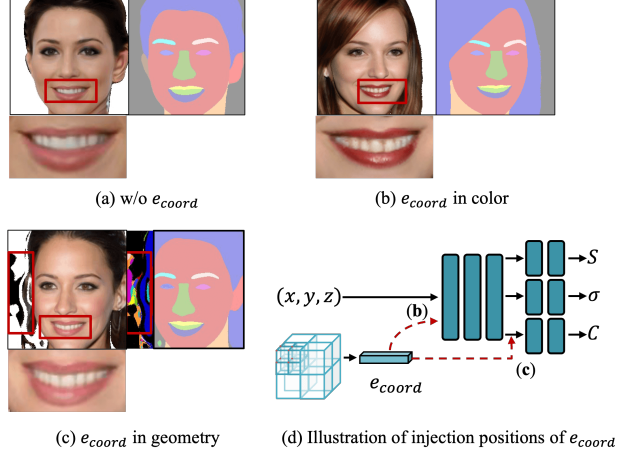 (a) w/o e_coord
(b) e_coord in color
(x, y, z)
(b)
S
σ
C
(c)
e_coord
(c) e_coord in geometry
(d) Illustration of injection positions of e_coord